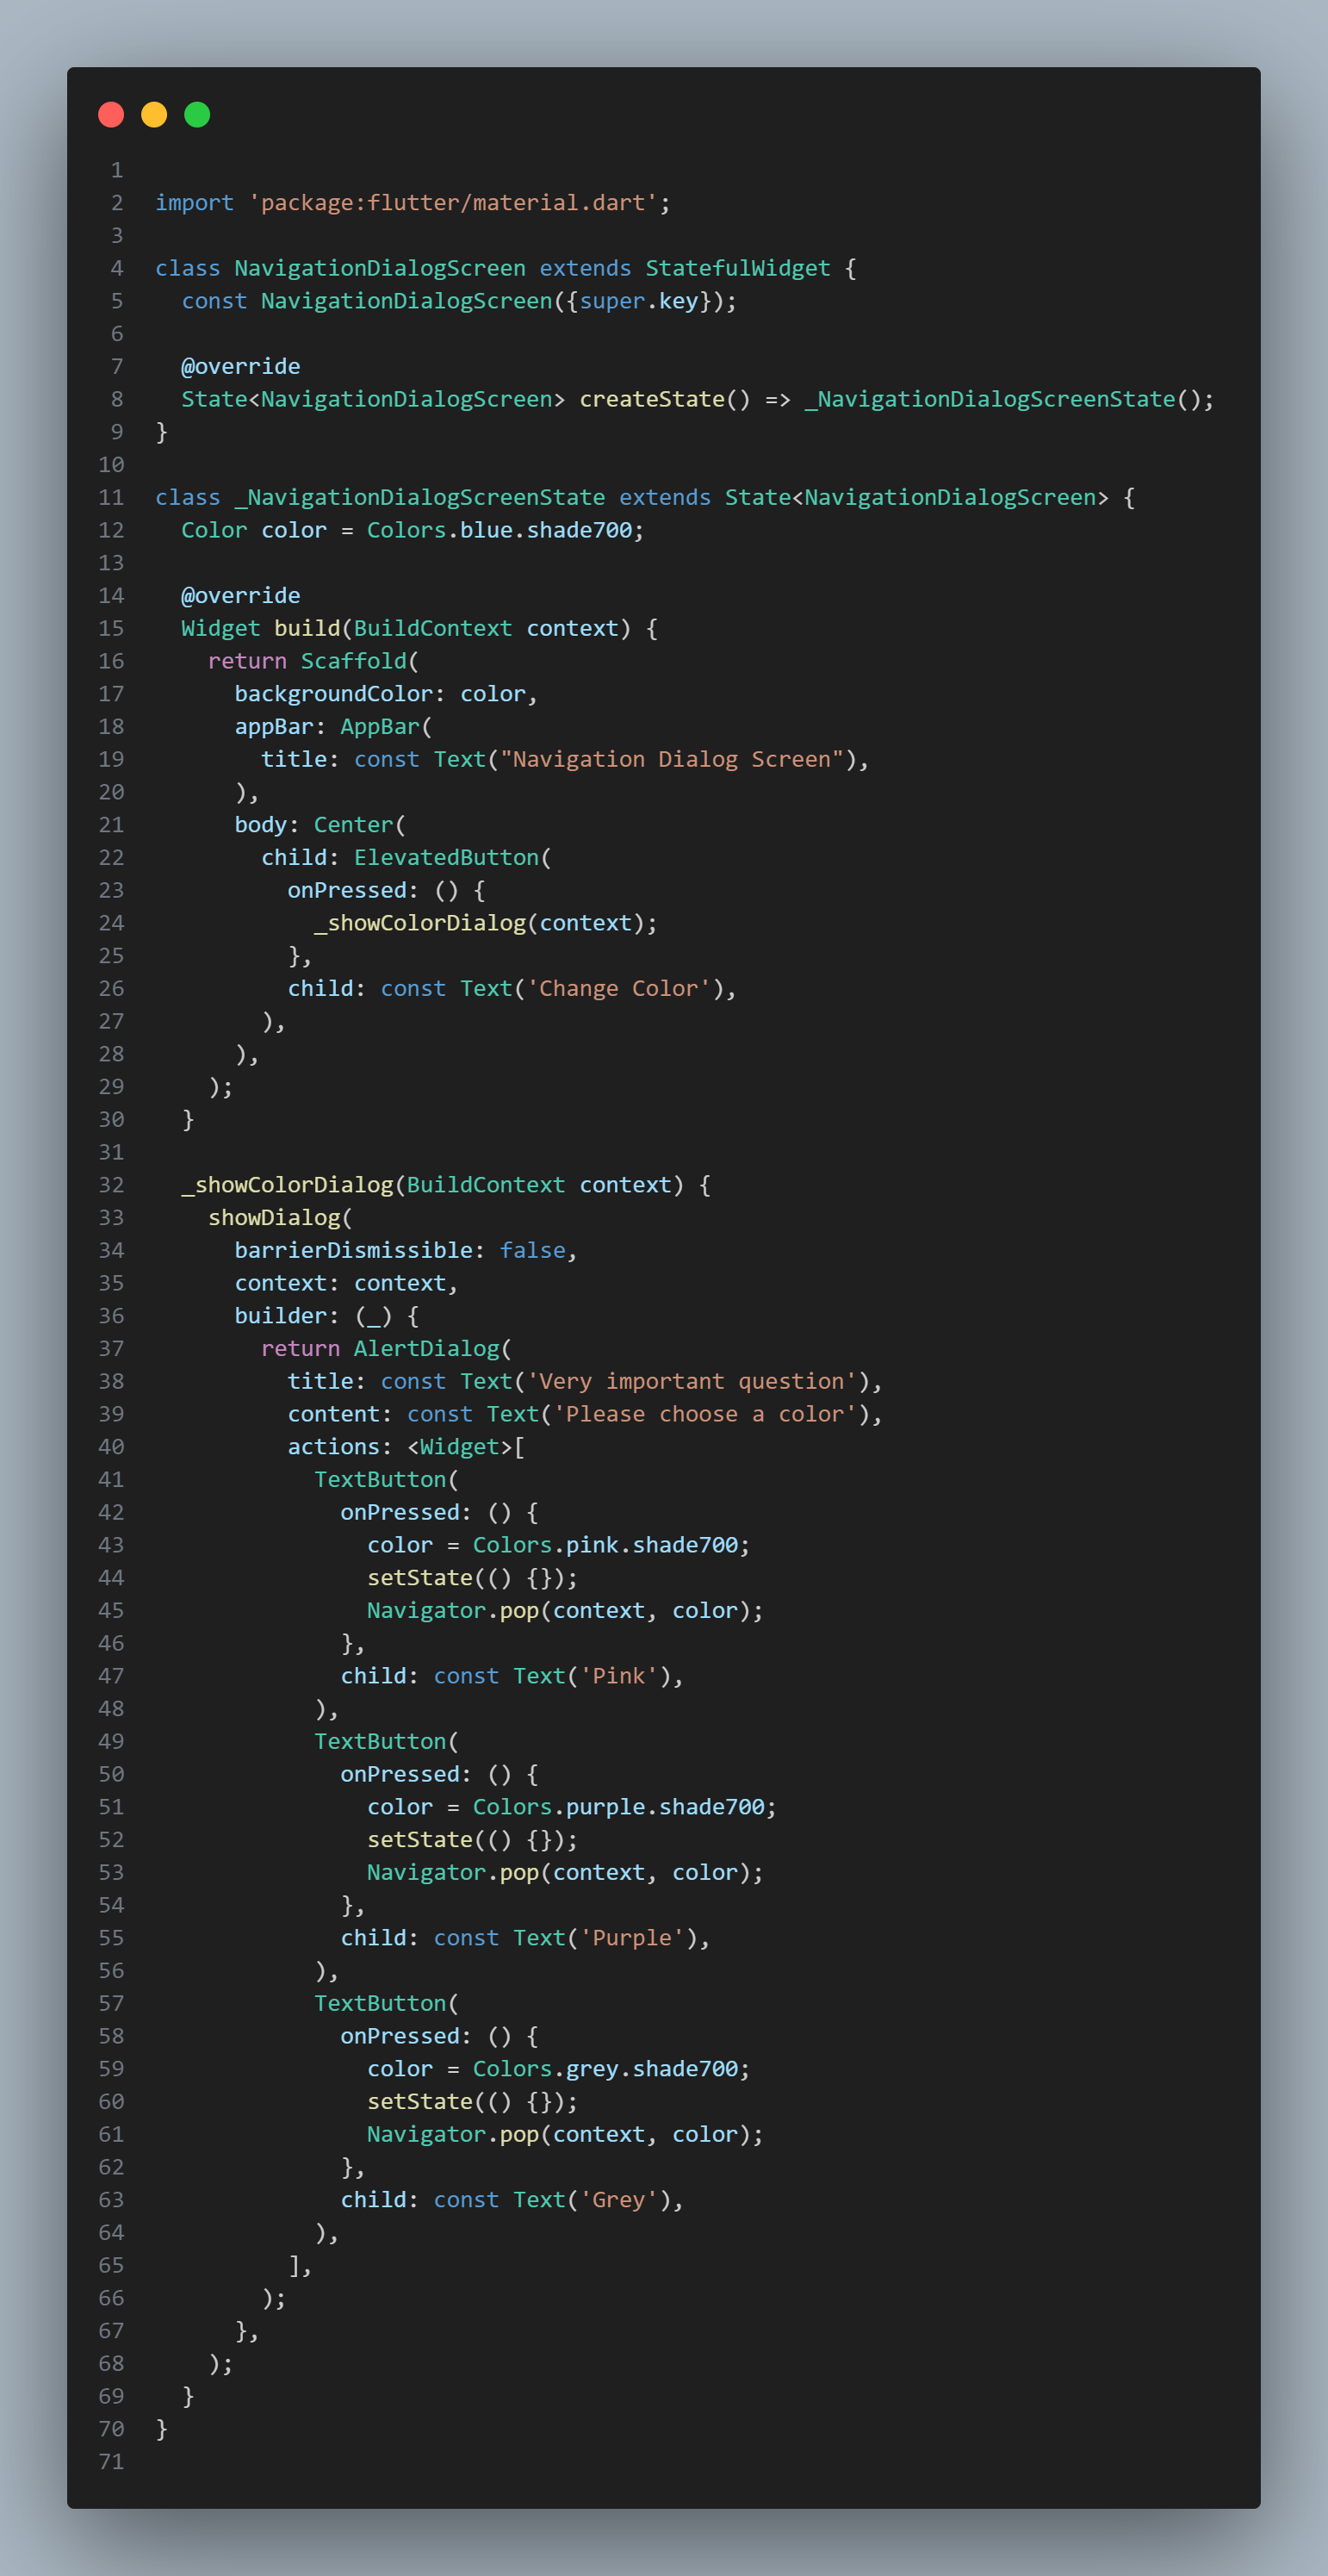 1
2 import 'package:flutter/material.dart';
3
4 class NavigationDialogScreen extends StatefulWidget {
5   const NavigationDialogScreen({super.key});
6
7   @override
8   State<NavigationDialogScreen> createState() => _NavigationDialogScreenState();
9 }
10
11 class _NavigationDialogScreenState extends State<NavigationDialogScreen> {
12   Color color = Colors.blue.shade700;
13
14   @override
15   Widget build(BuildContext context) {
16     return Scaffold(
17       backgroundColor: color,
18       appBar: AppBar(
19         title: const Text("Navigation Dialog Screen"),
20       ),
21       body: Center(
22         child: ElevatedButton(
23           onPressed: () {
24             _showColorDialog(context);
25           },
26           child: const Text('Change Color'),
27         ),
28       ),
29     );
30   }
31
32   _showColorDialog(BuildContext context) {
33     showDialog(
34       barrierDismissible: false,
35       context: context,
36       builder: (_) {
37         return AlertDialog(
38           title: const Text('Very important question'),
39           content: const Text('Please choose a color'),
40           actions: <Widget>[
41             TextButton(
42               onPressed: () {
43                 color = Colors.pink.shade700;
44                 setState(() {});
45                 Navigator.pop(context, color);
46               },
47               child: const Text('Pink'),
48             ),
49             TextButton(
50               onPressed: () {
51                 color = Colors.purple.shade700;
52                 setState(() {});
53                 Navigator.pop(context, color);
54               },
55               child: const Text('Purple'),
56             ),
57             TextButton(
58               onPressed: () {
59                 color = Colors.grey.shade700;
60                 setState(() {});
61                 Navigator.pop(context, color);
62               },
63               child: const Text('Grey'),
64             ),
65           ],
66         );
67       },
68     );
69   }
70 }
71